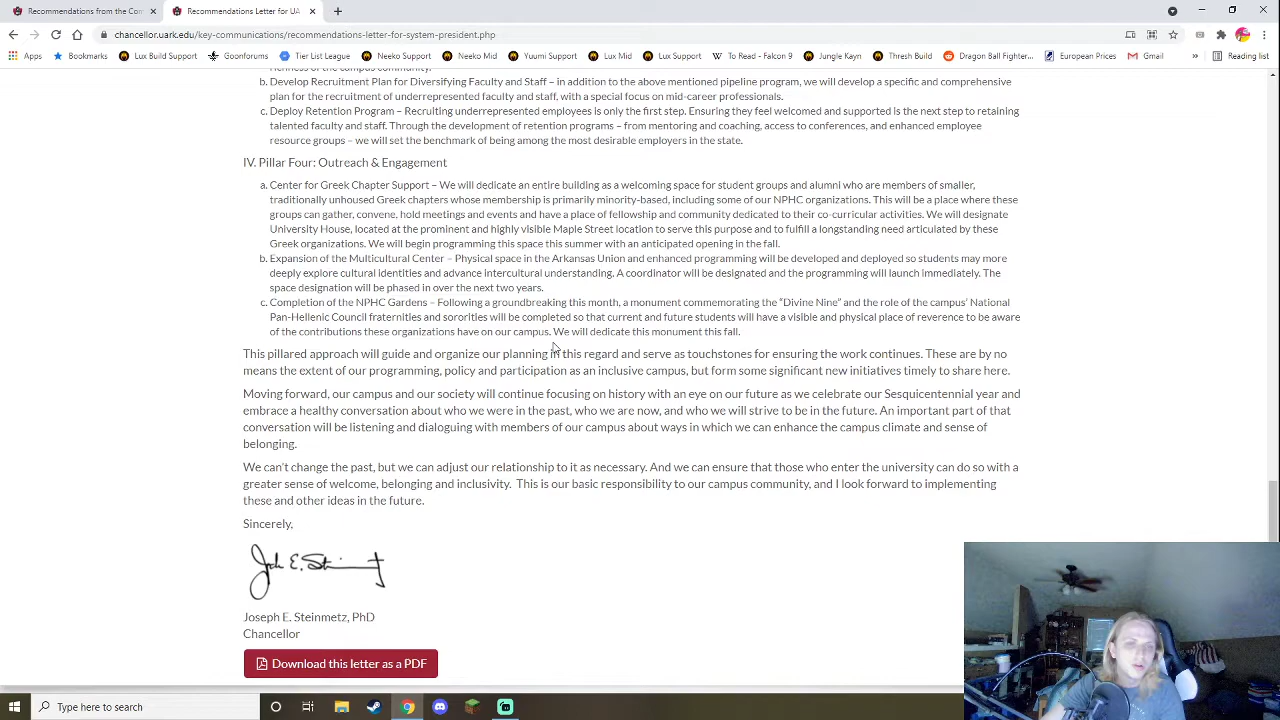 Recommendations from the Com
Recommendations Letter for UA
chancellor.uark.edu/key-communications/recommendations-letter-for-system-president.php
Apps
Bookmarks
Lux Build Support
Goonforums
Tier List League
Neeko Support
Neeko Mid
Yuumi Support
Lux Mid
Lux Support
To Read - Falcon 9
Jungle Kayn
Thresh Build
Dragon Ball Fighter...
European Prices
Gmail
»
Reading list
b. Develop Recruitment Plan for Diversifying Faculty and Staff – in addition to the above mentioned pipeline program, we will develop a specific and comprehensive
plan for the recruitment of underrepresented faculty and staff, with a special focus on mid-career professionals.
c. Deploy Retention Program – Recruiting underrepresented employees is only the first step. Ensuring they feel welcomed and supported is the next step to retaining
talented faculty and staff. Through the development of retention programs – from mentoring and coaching, access to conferences, and enhanced employee
resource groups – we will set the benchmark of being among the most desirable employers in the state.
IV. Pillar Four: Outreach & Engagement
a. Center for Greek Chapter Support – We will dedicate an entire building as a welcoming space for student groups and alumni who are members of smaller,
traditionally unhoused Greek chapters whose membership is primarily minority-based, including some of our NPHC organizations. This will be a place where these
groups can gather, convene, hold meetings and events and have a place of fellowship and community dedicated to their co-curricular activities. We will designate
University House, located at the prominent and highly visible Maple Street location to serve this purpose and to fulfill a longstanding need articulated by these
Greek organizations. We will begin programming this space this summer with an anticipated opening in the fall.
b. Expansion of the Multicultural Center – Physical space in the Arkansas Union and enhanced programming will be developed and deployed so students may more
deeply explore cultural identities and advance intercultural understanding. A coordinator will be designated and the programming will launch immediately. The
space designation will be phased in over the next two years.
c. Completion of the NPHC Gardens – Following a groundbreaking this month, a monument commemorating the “Divine Nine” and the role of the campus’ National
Pan-Hellenic Council fraternities and sororities will be completed so that current and future students will have a visible and physical place of reverence to be aware
of the contributions these organizations have on our campus. We will dedicate this monument this fall.
This pillared approach will guide and organize our planning in this regard and serve as touchstones for ensuring the work continues. These are by no
means the extent of our programming, policy and participation as an inclusive campus, but form some significant new initiatives timely to share here.
Moving forward, our campus and our society will continue focusing on history with an eye on our future as we celebrate our Sesquicentennial year and
embrace a healthy conversation about who we were in the past, who we are now, and who we will strive to be in the future. An important part of that
conversation will be listening and dialoguing with members of our campus about ways in which we can enhance the campus climate and sense of
belonging.
We can't change the past, but we can adjust our relationship to it as necessary. And we can ensure that those who enter the university can do so with a
greater sense of welcome, belonging and inclusivity. This is our basic responsibility to our campus community, and I look forward to implementing
these and other ideas in the future.
Sincerely,
Joseph E. Steinmetz, PhD
Chancellor
Download this letter as a PDF
Type here to search